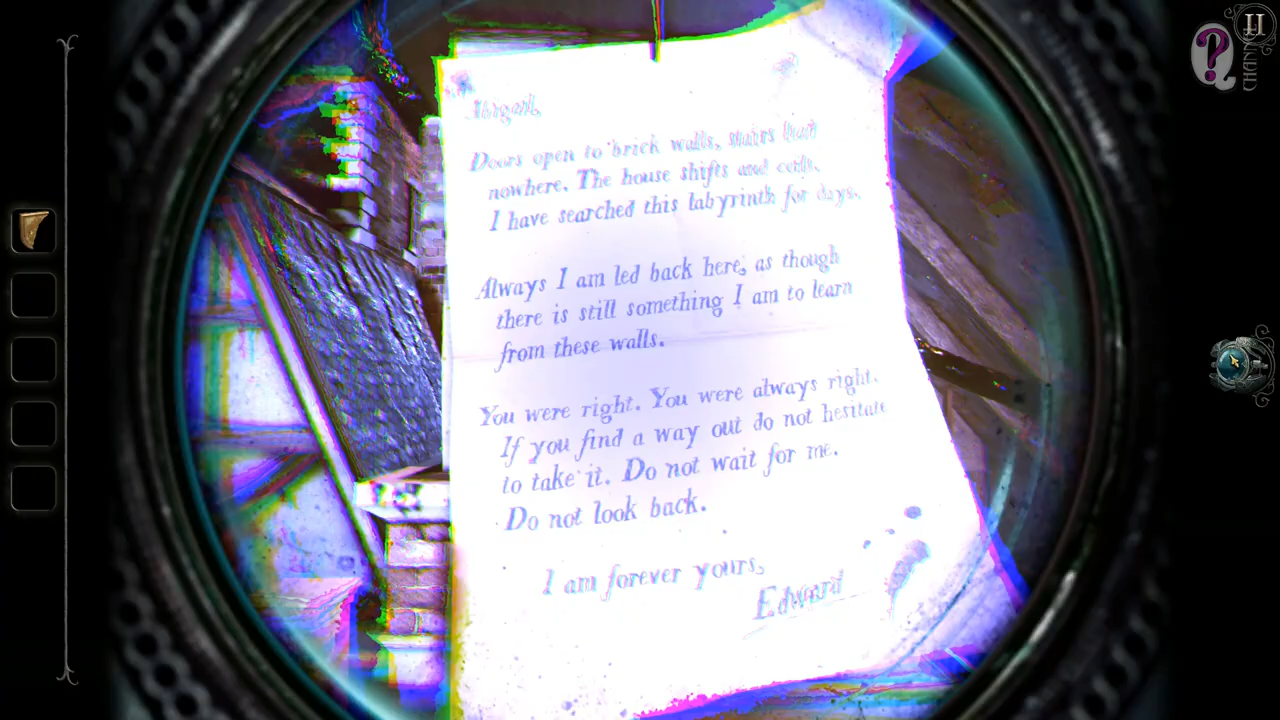 Abigail,
Doors open to brick walls, stairs lead
nowhere. The house shifts and coils.
I have searched this labyrinth for days.
Always I am led back here, as though
there is still something I am to learn
from these walls.
You were right. You were always right.
If you find a way out do not hesitate
to take it. Do not wait for me.
Do not look back.
I am forever yours,
Edward
II
?
CHANNEL